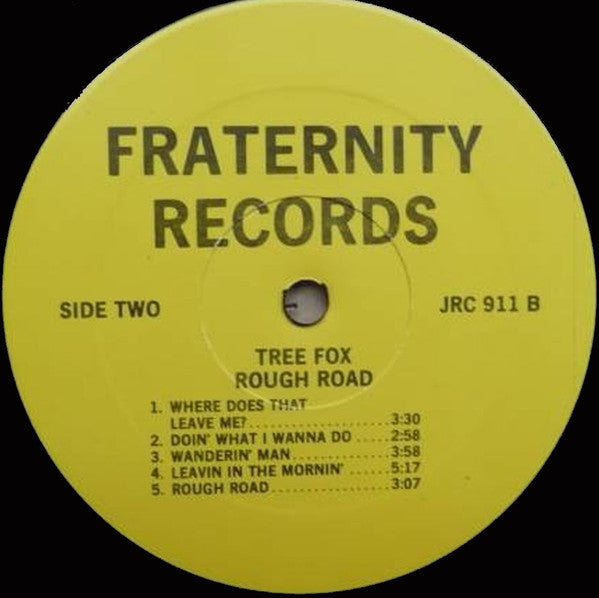 FRATERNITY
RECORDS
SIDE TWO
JRC 911 B
TREE FOX
ROUGH ROAD
1. WHERE DOES THAT
LEAVE ME?........................3:30
2. DOIN' WHAT I WANNA DO .....2:58
3. WANDERIN' MAN................3:58
4. LEAVIN IN THE MORNIN' ......5:17
5. ROUGH ROAD...................3:07